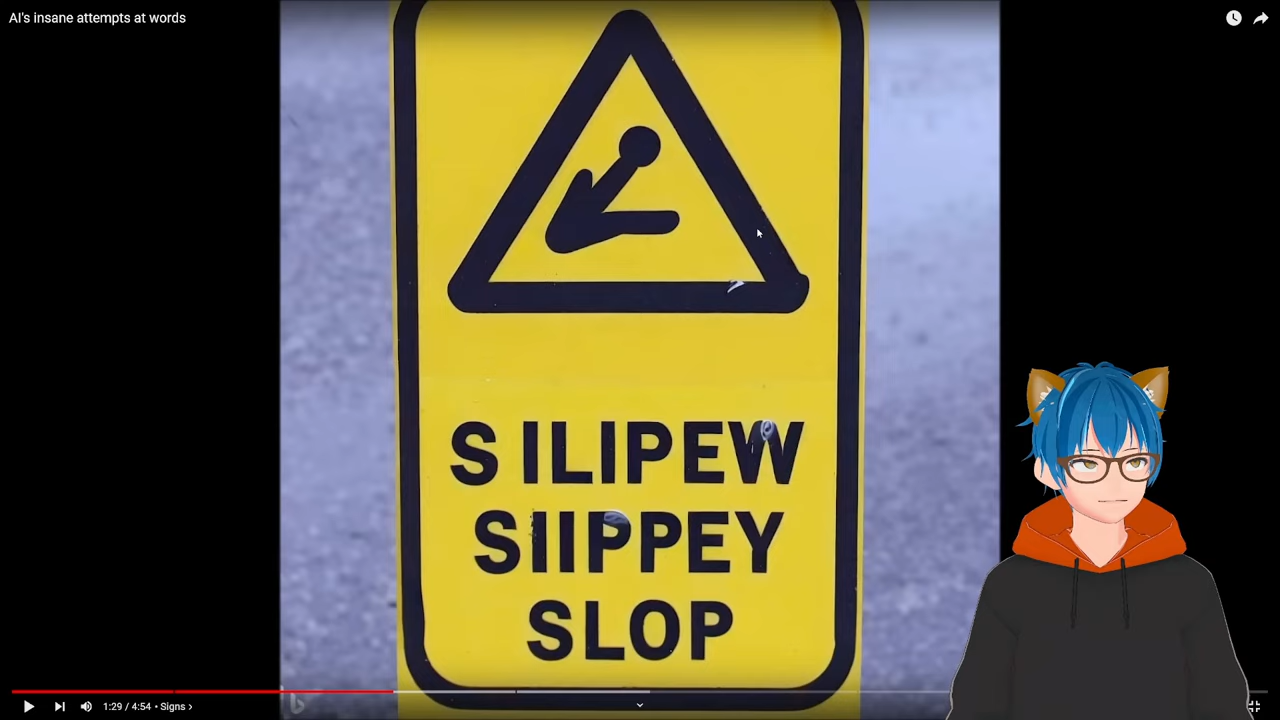 AI's insane attempts at words
S ILIPEW
SIIPPEY
SLOP
1:29 / 4:54 • Signs ›